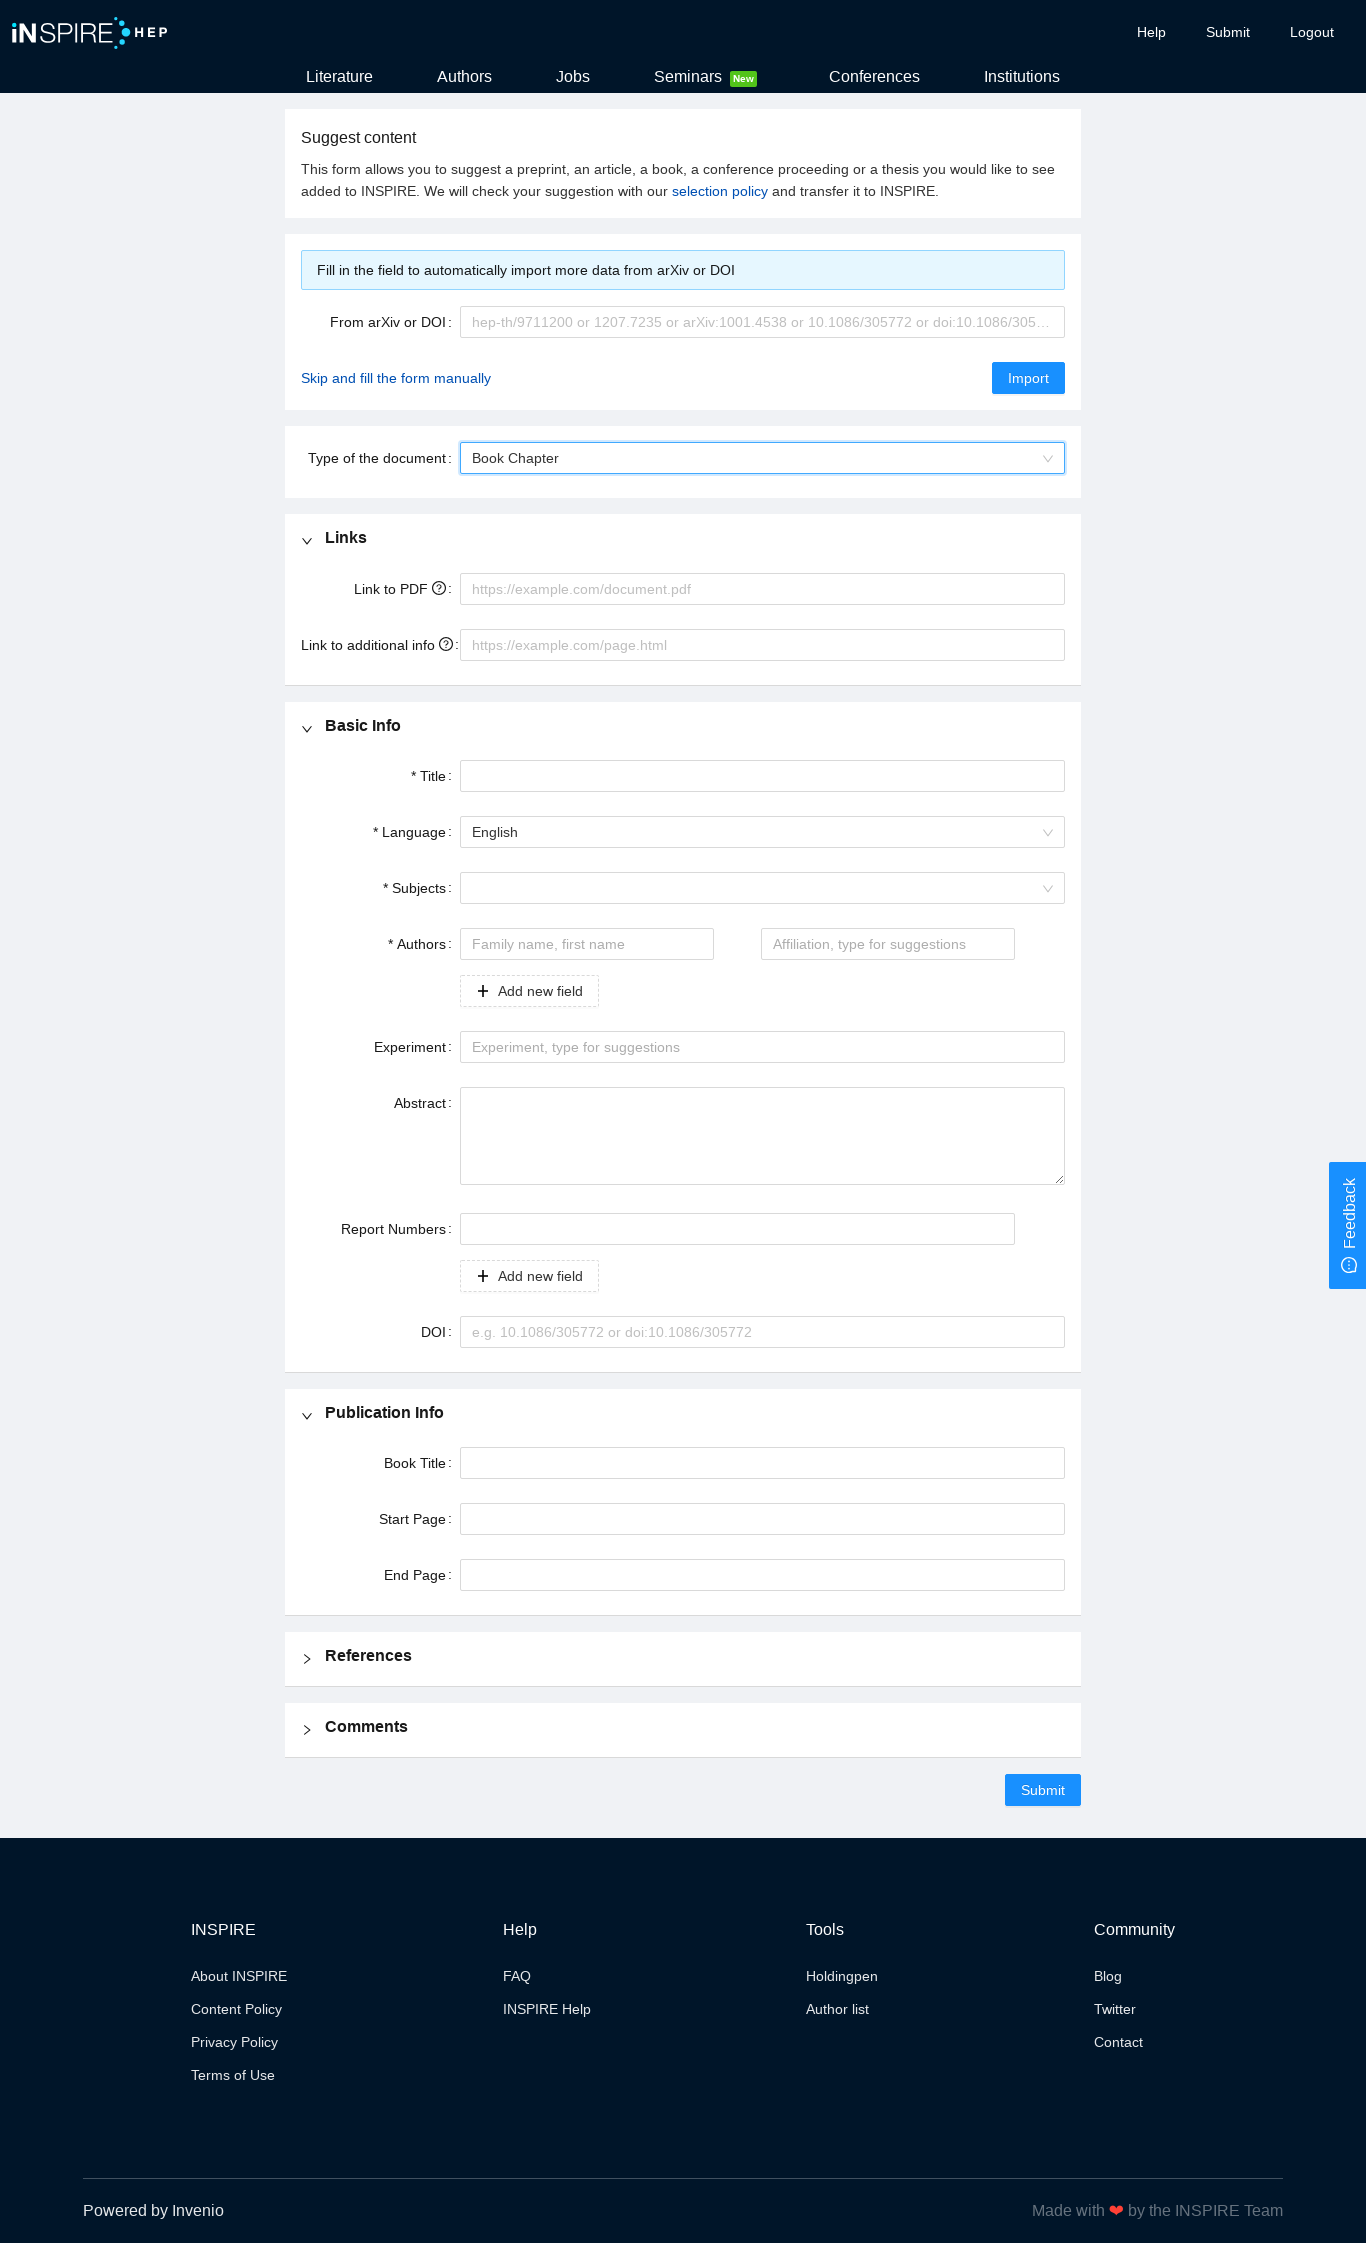 iNSPIRE HEP
Help Submit Logout
Literature Authors Jobs Seminars New Conferences Institutions
Suggest content
This form allows you to suggest a preprint, an article, a book, a conference proceeding or a thesis you would like to see
added to INSPIRE. We will check your suggestion with our selection policy and transfer it to INSPIRE.
Fill in the field to automatically import more data from arXiv or DOI
From arXiv or DOI : hep-th/9711200 or 1207.7235 or arXiv:1001.4538 or 10.1086/305772 or doi:10.1086/305…
Skip and fill the form manually Import
Type of the document : Book Chapter
Links
Link to PDF : https://example.com/document.pdf
Link to additional info : https://example.com/page.html
Basic Info
* Title :
* Language : English
* Subjects :
* Authors : Family name, first name Affiliation, type for suggestions
Add new field
Experiment : Experiment, type for suggestions
Abstract :
Report Numbers :
Add new field
DOI : e.g. 10.1086/305772 or doi:10.1086/305772
Publication Info
Book Title :
Start Page :
End Page :
References
Comments
Submit
Feedback
INSPIRE Help Tools Community
About INSPIRE FAQ Holdingpen Blog
Content Policy INSPIRE Help Author list Twitter
Privacy Policy Contact
Terms of Use
Powered by Invenio Made with ❤ by the INSPIRE Team